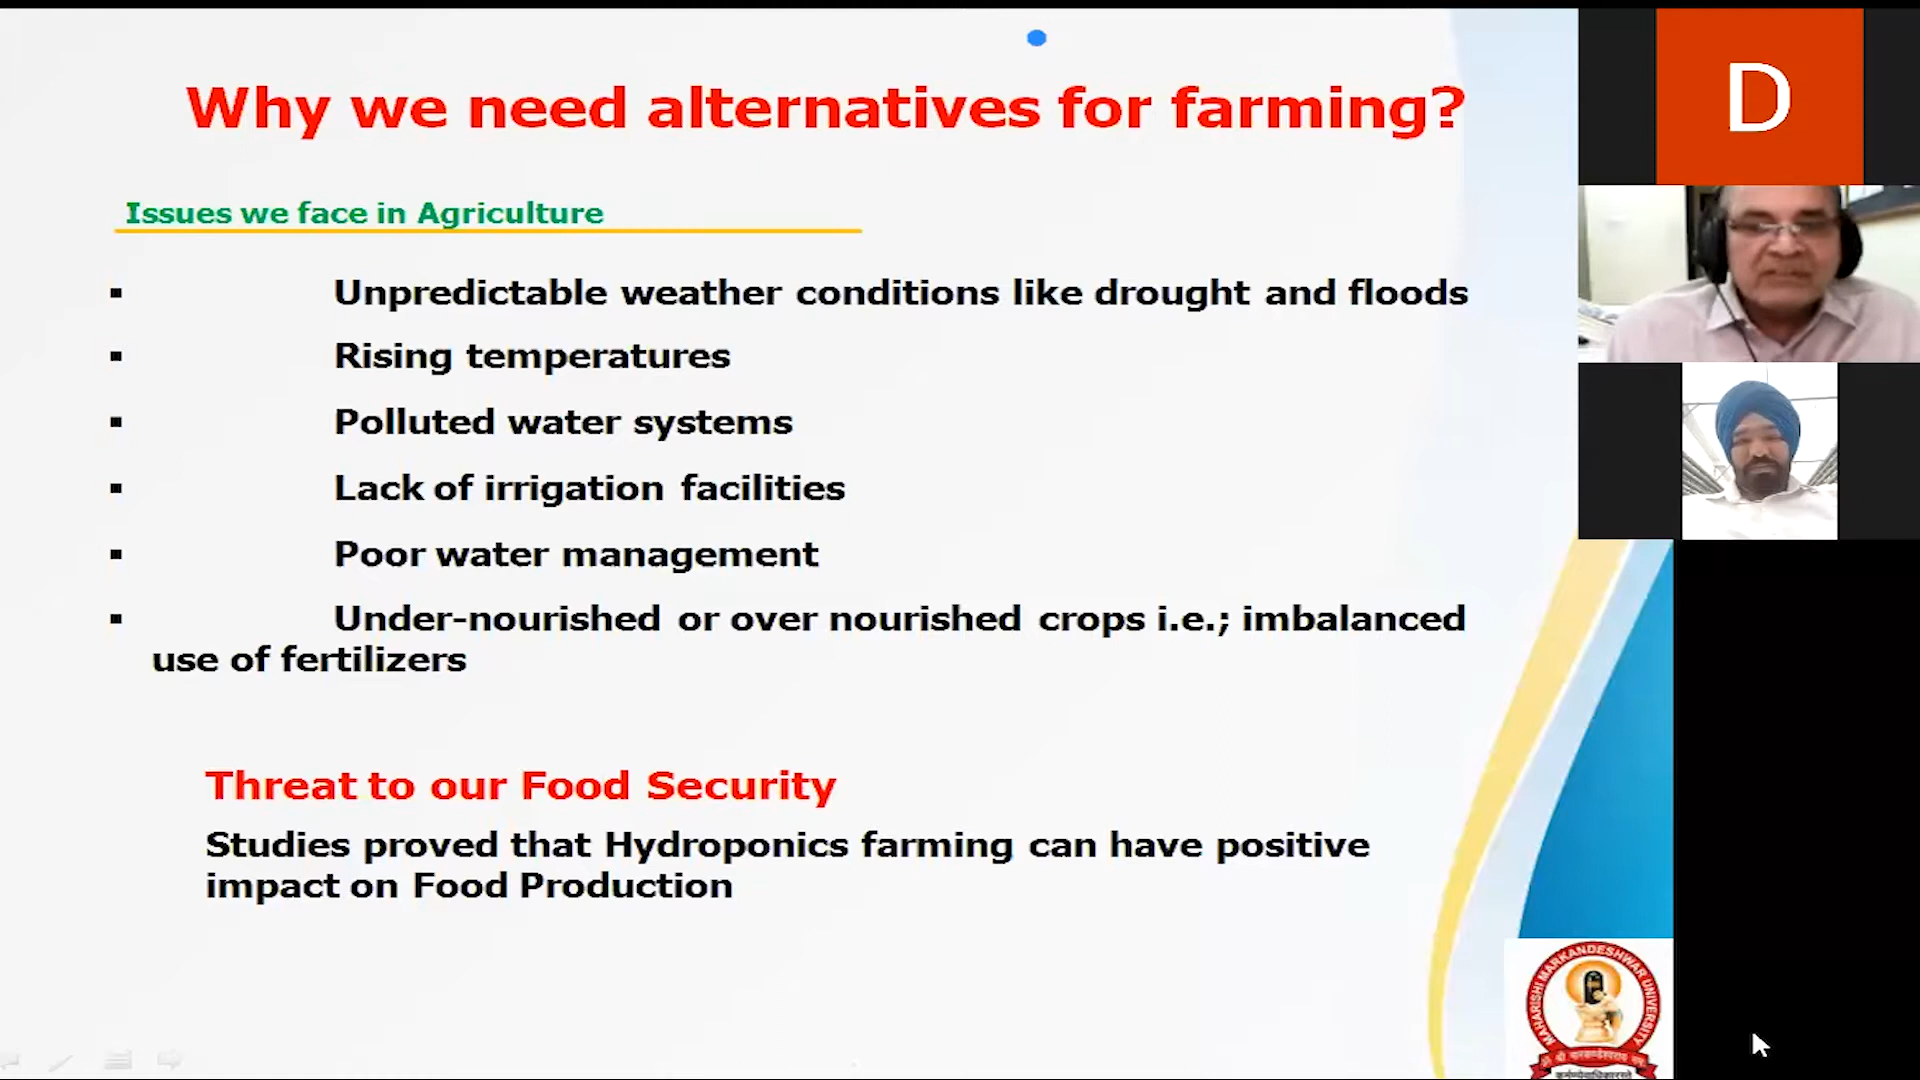 Why we need alternatives for farming?
D
Issues we face in Agriculture
▪ Unpredictable weather conditions like drought and floods
▪ Rising temperatures
▪ Polluted water systems
▪ Lack of irrigation facilities
▪ Poor water management
▪ Under-nourished or over nourished crops i.e.; imbalanced
use of fertilizers
Threat to our Food Security
Studies proved that Hydroponics farming can have positive
impact on Food Production
MAHARISHI MARKANDESHWAR UNIVERSITY